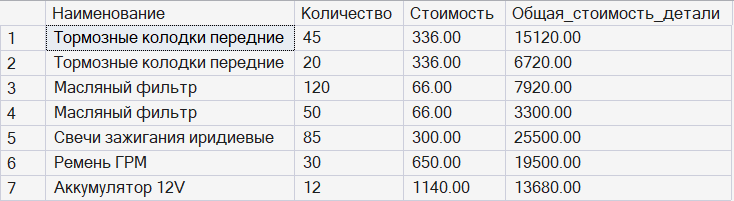 Наименование Количество Стоимость Общая_стоимость_детали
1 Тормозные колодки передние 45 336.00 15120.00
2 Тормозные колодки передние 20 336.00 6720.00
3 Масляный фильтр 120 66.00 7920.00
4 Масляный фильтр 50 66.00 3300.00
5 Свечи зажигания иридиевые 85 300.00 25500.00
6 Ремень ГРМ 30 650.00 19500.00
7 Аккумулятор 12V 12 1140.00 13680.00